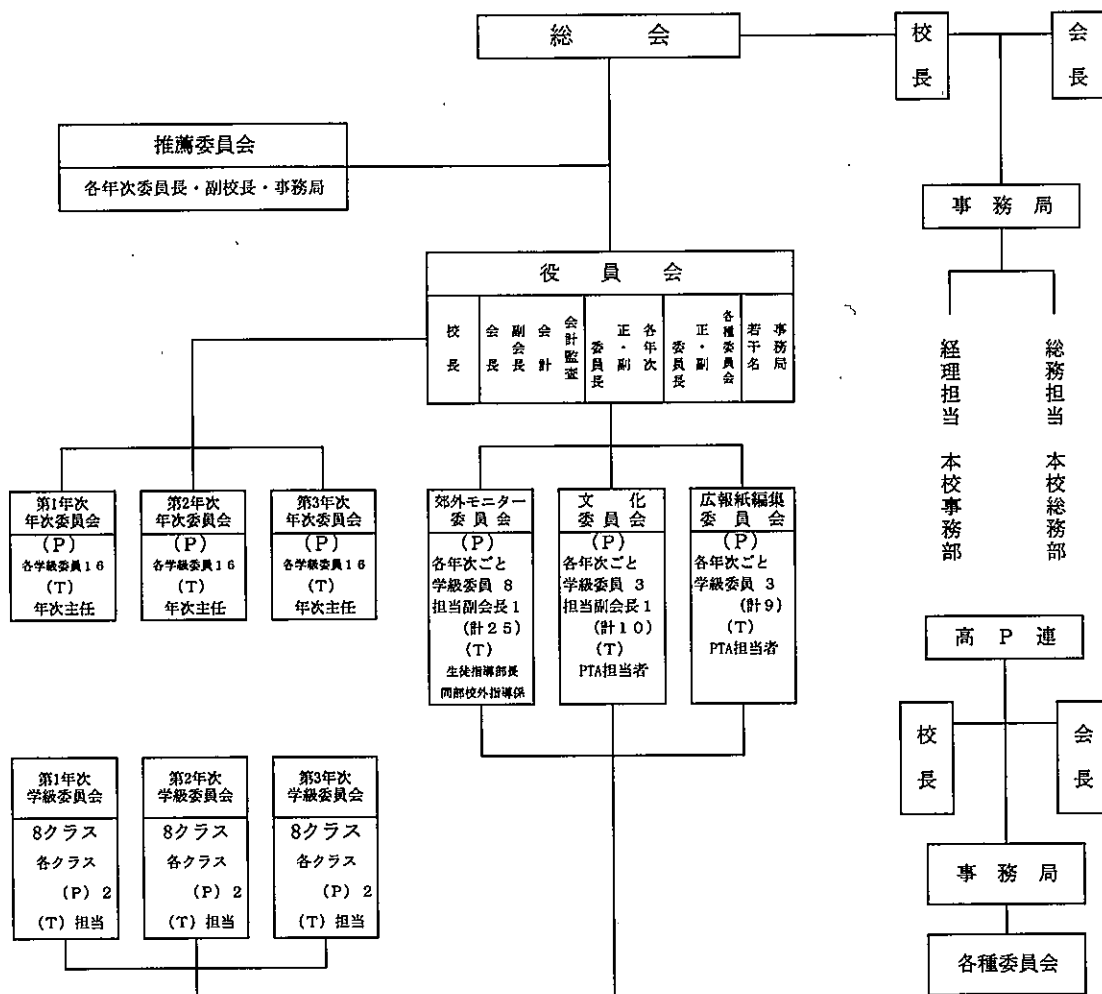 総会
校長
会長
推薦委員会
各年次委員長・副校長・事務局
事務局
経理担当 本校事務部
総務担当 本校総務部
役員会
校長
会長
副会長
会計
会計監査
各年次
正・副
委員長
各種委員会
正・副
委員長
事務局
若干名
第1年次
年次委員会
(P)
各学級委員16
(T)
年次主任
第2年次
年次委員会
(P)
各学級委員16
(T)
年次主任
第3年次
年次委員会
(P)
各学級委員16
(T)
年次主任
郊外モニター
委員会
(P)
各年次ごと
学級委員 8
担当副会長1
(計25)
(T)
生徒指導部長
同部校外指導係
文化
委員会
(P)
各年次ごと
学級委員 3
担当副会長1
(計10)
(T)
PTA担当者
広報紙編集
委員会
(P)
各年次ごと
学級委員 3
(計9)
(T)
PTA担当者
第1年次
学級委員会
8クラス
各クラス
(P) 2
(T) 担当
第2年次
学級委員会
8クラス
各クラス
(P) 2
(T) 担当
第3年次
学級委員会
8クラス
各クラス
(P) 2
(T) 担当
高P連
校長
会長
事務局
各種委員会